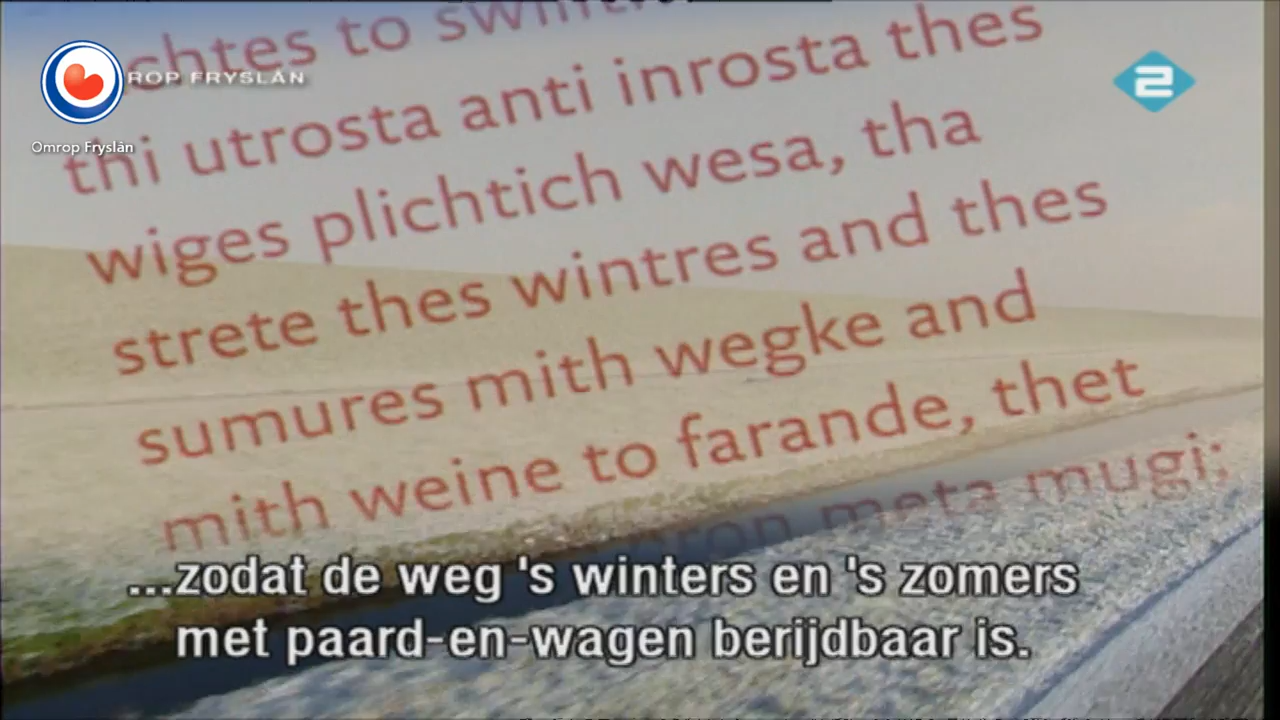 to
thi utrosta anti inrosta thes
wiges plichtich wesa, tha
strete thes wintres and thes
sumures mith wegke and
mith weine to farande, thet
meta mugi;
ROP FRYSLÂN
Omrop Fryslân
2
...zodat de weg 's winters en 's zomers
met paard-en-wagen berijdbaar is.